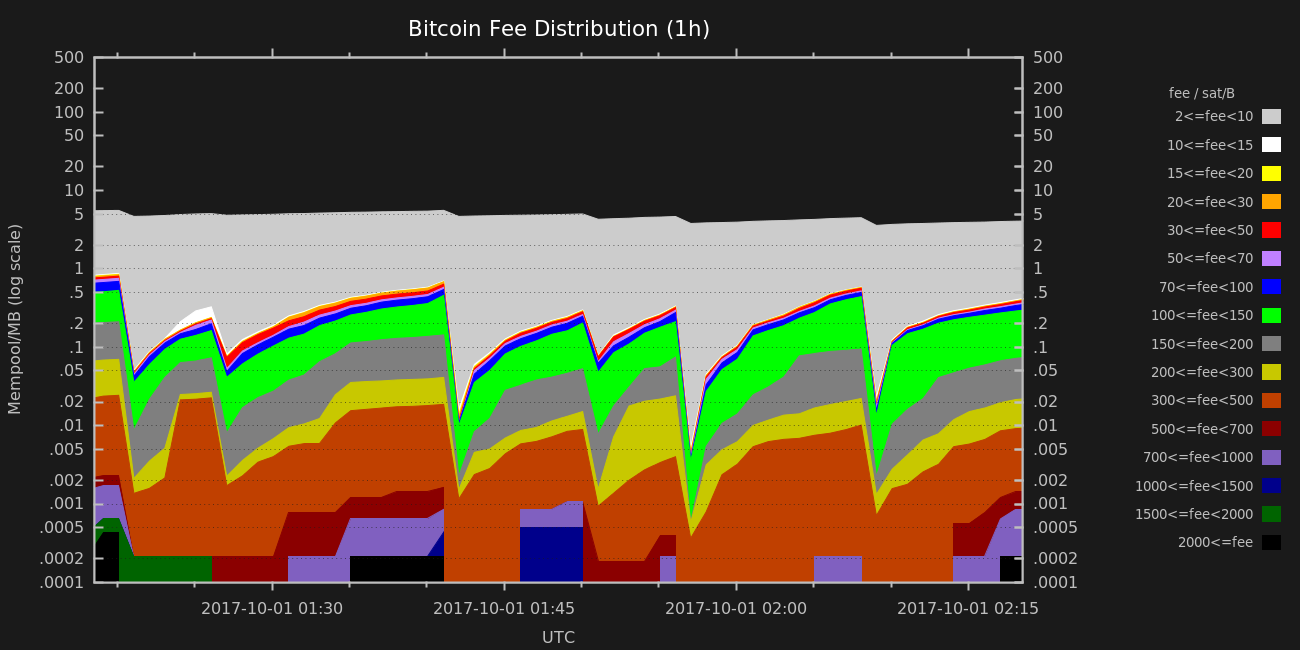 Bitcoin Fee Distribution (1h)
Mempool/MB (log scale)
500
200
100
50
20
10
5
2
1
.5
.2
.1
.05
.02
.01
.005
.002
.001
.0005
.0002
.0001
500
200
100
50
20
10
5
2
1
.5
.2
.1
.05
.02
.01
.005
.002
.001
.0005
.0002
.0001
2017-10-01 01:30
2017-10-01 01:45
2017-10-01 02:00
2017-10-01 02:15
UTC
fee / sat/B
2<=fee<10
10<=fee<15
15<=fee<20
20<=fee<30
30<=fee<50
50<=fee<70
70<=fee<100
100<=fee<150
150<=fee<200
200<=fee<300
300<=fee<500
500<=fee<700
700<=fee<1000
1000<=fee<1500
1500<=fee<2000
2000<=fee